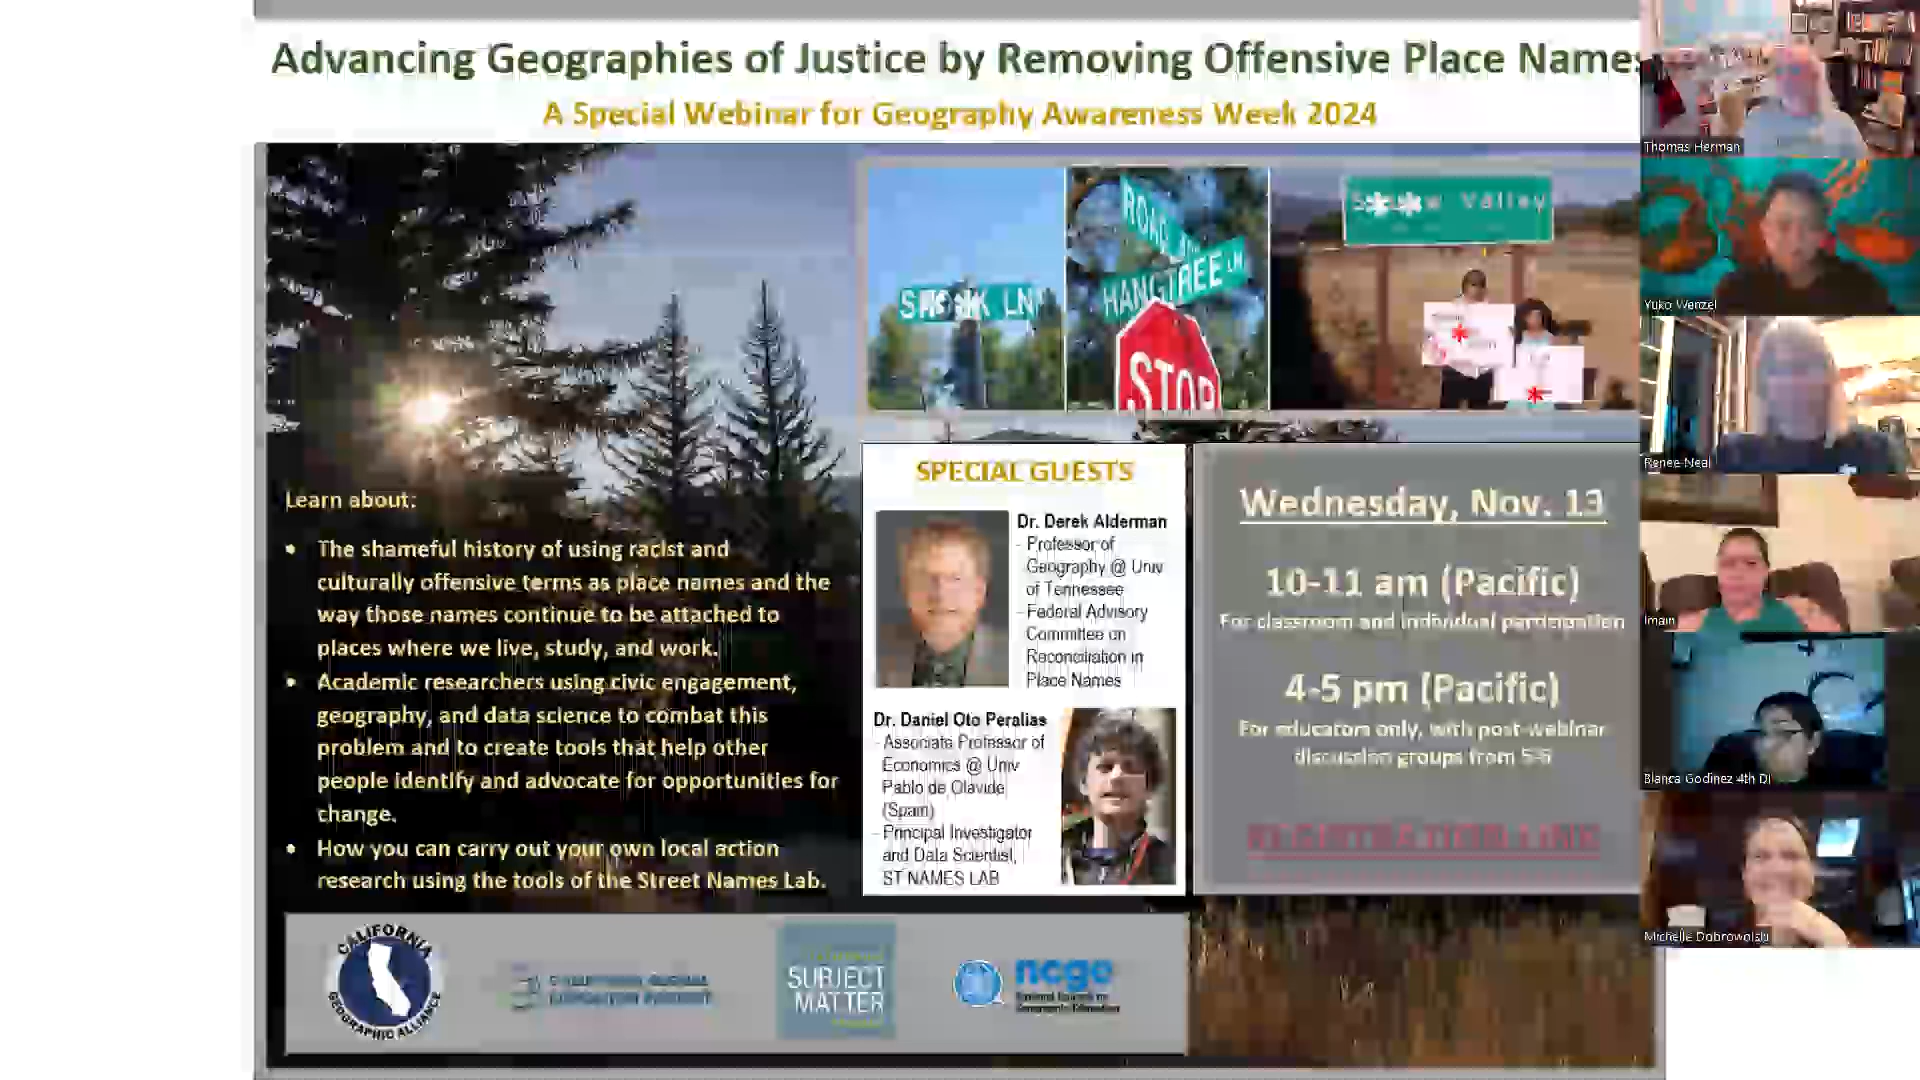 Advancing Geographies of Justice by Removing Offensive Place Names
A Special Webinar for Geography Awareness Week 2024
LN
ROAD
HANGTREE LN
STOP
Valley
Learn about:
• The shameful history of using racist and
culturally offensive terms as place names and the
way those names continue to be attached to
places where we live, study, and work.
• Academic researchers using civic engagement,
geography, and data science to combat this
problem and to create tools that help other
people identify and advocate for opportunities for
change.
• How you can carry out your own local action
research using the tools of the Street Names Lab.
SPECIAL GUESTS
Dr. Derek Alderman
- Professor of
Geography @ Univ
of Tennessee
- Federal Advisory
Committee on
Reconciliation in
Place Names
Dr. Daniel Oto Peralias
- Associate Professor of
Economics @ Univ
Pablo de Olavide
(Spain)
- Principal Investigator
and Data Scientist,
ST NAMES LAB
Wednesday, Nov. 13
10-11 am (Pacific)
For classroom and individual participation
4-5 pm (Pacific)
For educators only, with post-webinar
discussion groups from 5-6
REGISTRATION LINK
CALIFORNIA
GEOGRAPHIC ALLIANCE
SUBJECT
MATTER
ncge
Thomas Herman
Yuko Wenzel
Renee Neal
Iman
Blanca Godinez 4th DI
Michelle Dobrowolski